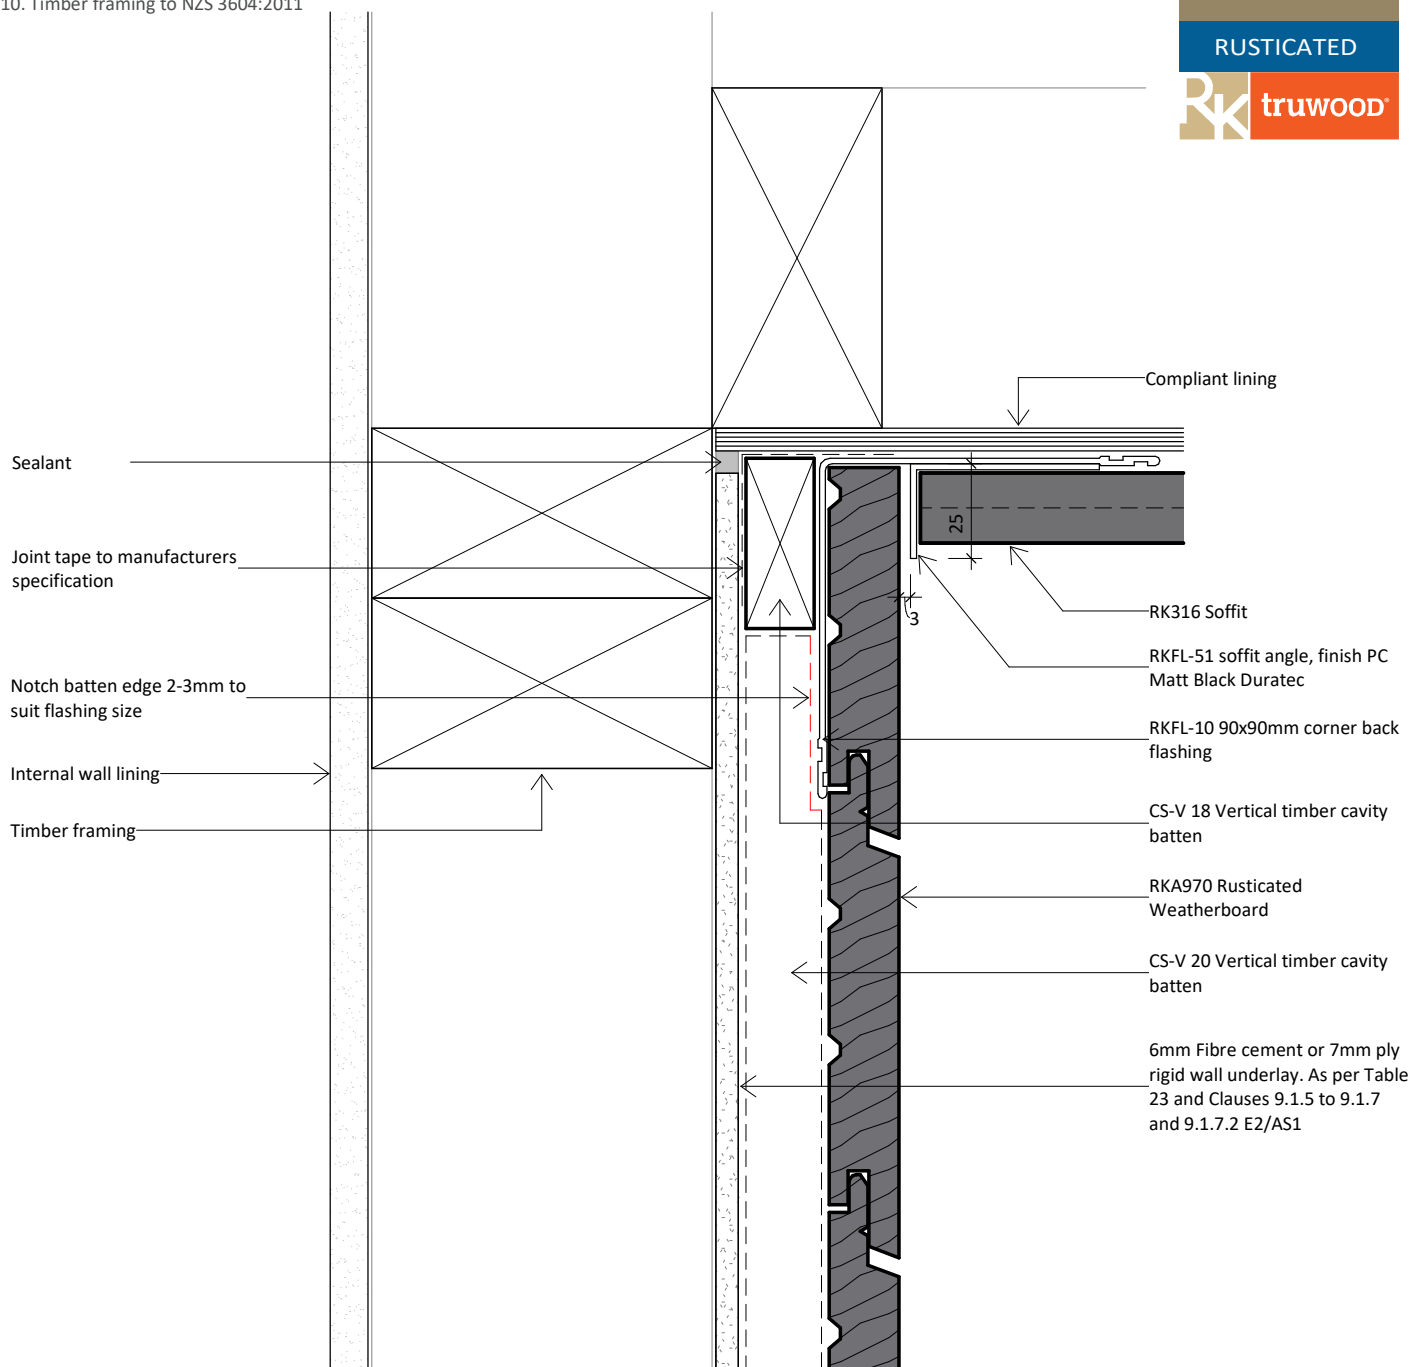 10. Timber framing to NZS 3604:2011
RUSTICATED
RK
truwood®
Compliant lining
Sealant
25
Joint tape to manufacturers
specification
3
RK316 Soffit
RKFL-51 soffit angle, finish PC
Matt Black Duratec
Notch batten edge 2-3mm to
suit flashing size
RKFL-10 90x90mm corner back
flashing
Internal wall lining
CS-V 18 Vertical timber cavity
batten
Timber framing
RKA970 Rusticated
Weatherboard
CS-V 20 Vertical timber cavity
batten
6mm Fibre cement or 7mm ply
rigid wall underlay. As per Table
23 and Clauses 9.1.5 to 9.1.7
and 9.1.7.2 E2/AS1